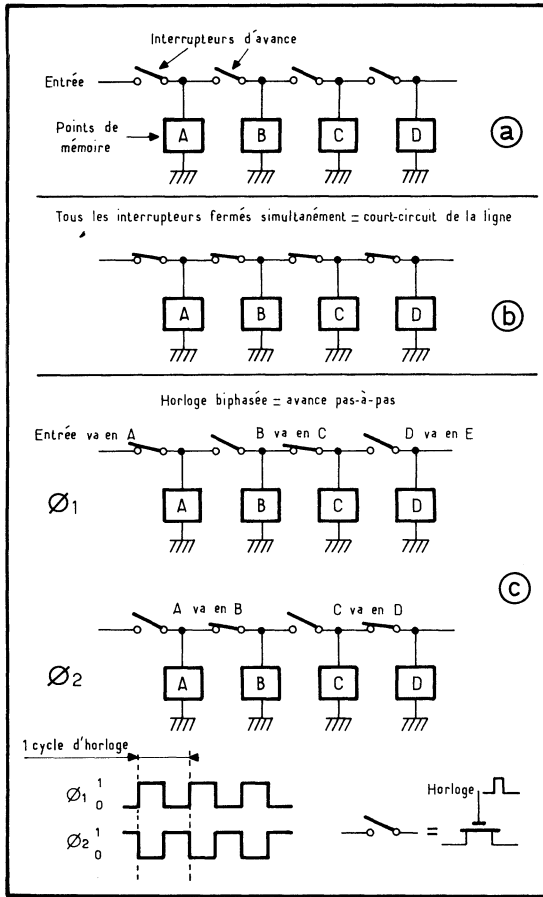 Interrupteurs d'avance
Entrée
Points de
mémoire
A B C D
a
Tous les interrupteurs fermés simultanément = court-circuit de la ligne
A B C D
b
Horloge biphasée = avance pas-à-pas
Entrée va en A
B va en C
D va en E
Ø1
A B C D
c
A va en B
C va en D
Ø2
A B C D
1 cycle d'horloge
Ø1 1
0
Horloge
Ø2 1
0
=